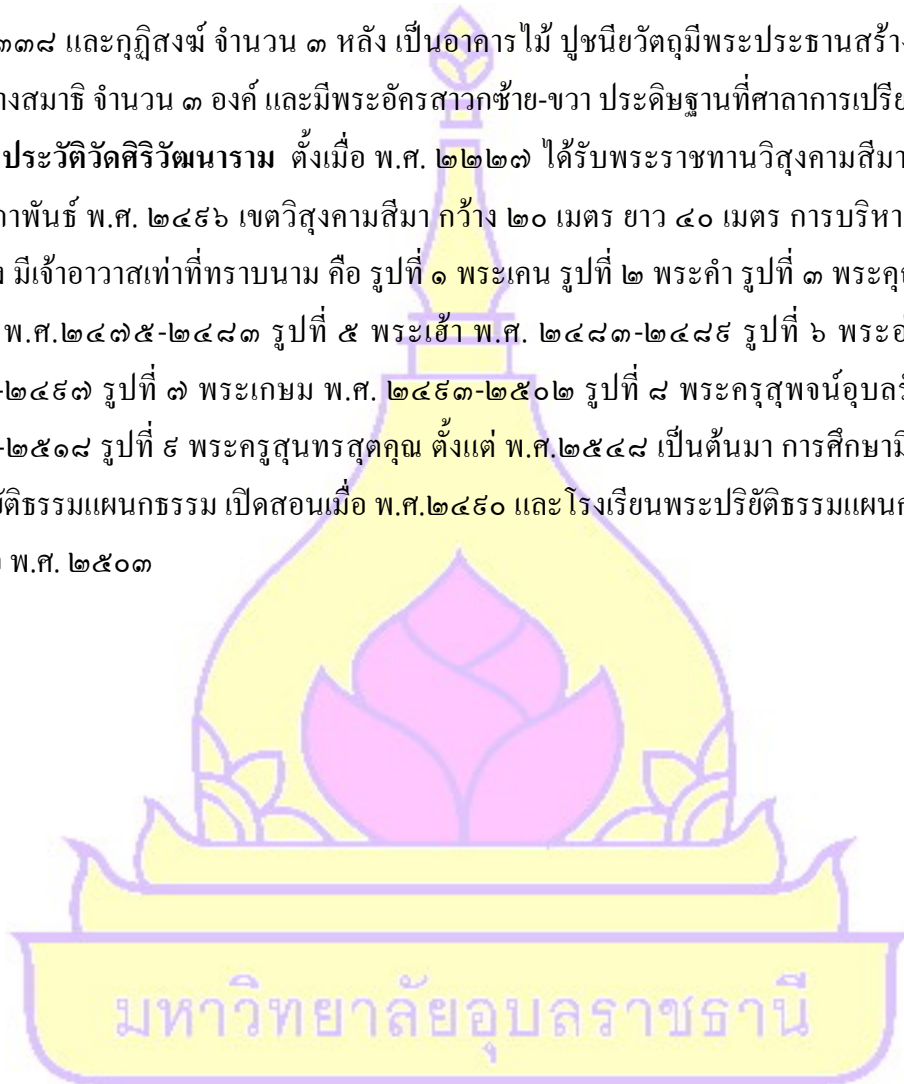 ๓๓๘ และกุฏิสงฆ์ จำนวน ๓ หลัง เป็นอาคารไม้ ปูชนียวัตถุมีพระประธานสร้าง
างสมาธิ จำนวน ๓ องค์ และมีพระอัครสาวกซ้าย-ขวา ประดิษฐานที่ศาลาการเปรีย
ประวัติวัดศิริวัฒนาราม ตั้งเมื่อ พ.ศ. ๒๒๒๗ ได้รับพระราชทานวิสุงคามสีมา
าพันธ์ พ.ศ. ๒๔๙๖ เขตวิสุงคามสีมา กว้าง ๒๐ เมตร ยาว ๔๐ เมตร การบริหา
มีเจ้าอาวาสเท่าที่ทราบนาม คือ รูปที่ ๑ พระเคน รูปที่ ๒ พระคำ รูปที่ ๓ พระคุ
พ.ศ.๒๔๗๕-๒๔๘๓ รูปที่ ๕ พระเฮ้า พ.ศ. ๒๔๘๓-๒๔๘๙ รูปที่ ๖ พระอ
-๒๔๙๗ รูปที่ ๗ พระเกษม พ.ศ. ๒๔๙๓-๒๕๐๒ รูปที่ ๘ พระครุสุพจน์อุบลร
-๒๕๑๘ รูปที่ ๙ พระครูสุนทรสุตคุณ ตั้งแต่ พ.ศ.๒๕๔๘ เป็นต้นมา การศึกษามี
ัติธรรมแผนกธรรม เปิดสอนเมื่อ พ.ศ.๒๔๙๐ และโรงเรียนพระปริยัติธรรมแผนก
พ.ศ. ๒๕๐๓
มหาวิทยาลัยอุบลราชธานี